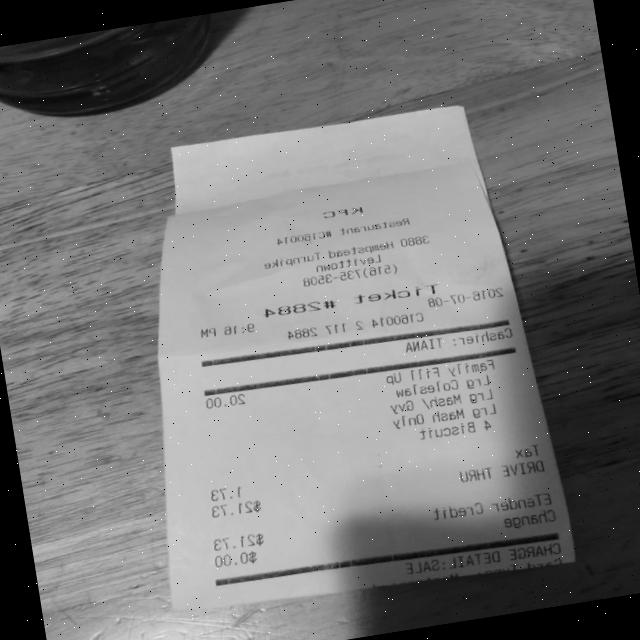 KFC
Restaurant #C160014
3880 Hempstead Turnpike
Levittown
(516)735-3508
Ticket #2884
2016-07-08 9:16 PM
C160014 2 117 2884
Cashier: TIANA
Family Fill Up 20.00
Lrg Coleslaw
Lrg Mash/Gvy
Lrg Mash Only
4 Biscuit
Tax 1.73
DRIVE THRU $21.73
ETender Credit $21.73
Change $0.00
CHARGE DETAIL:SALE